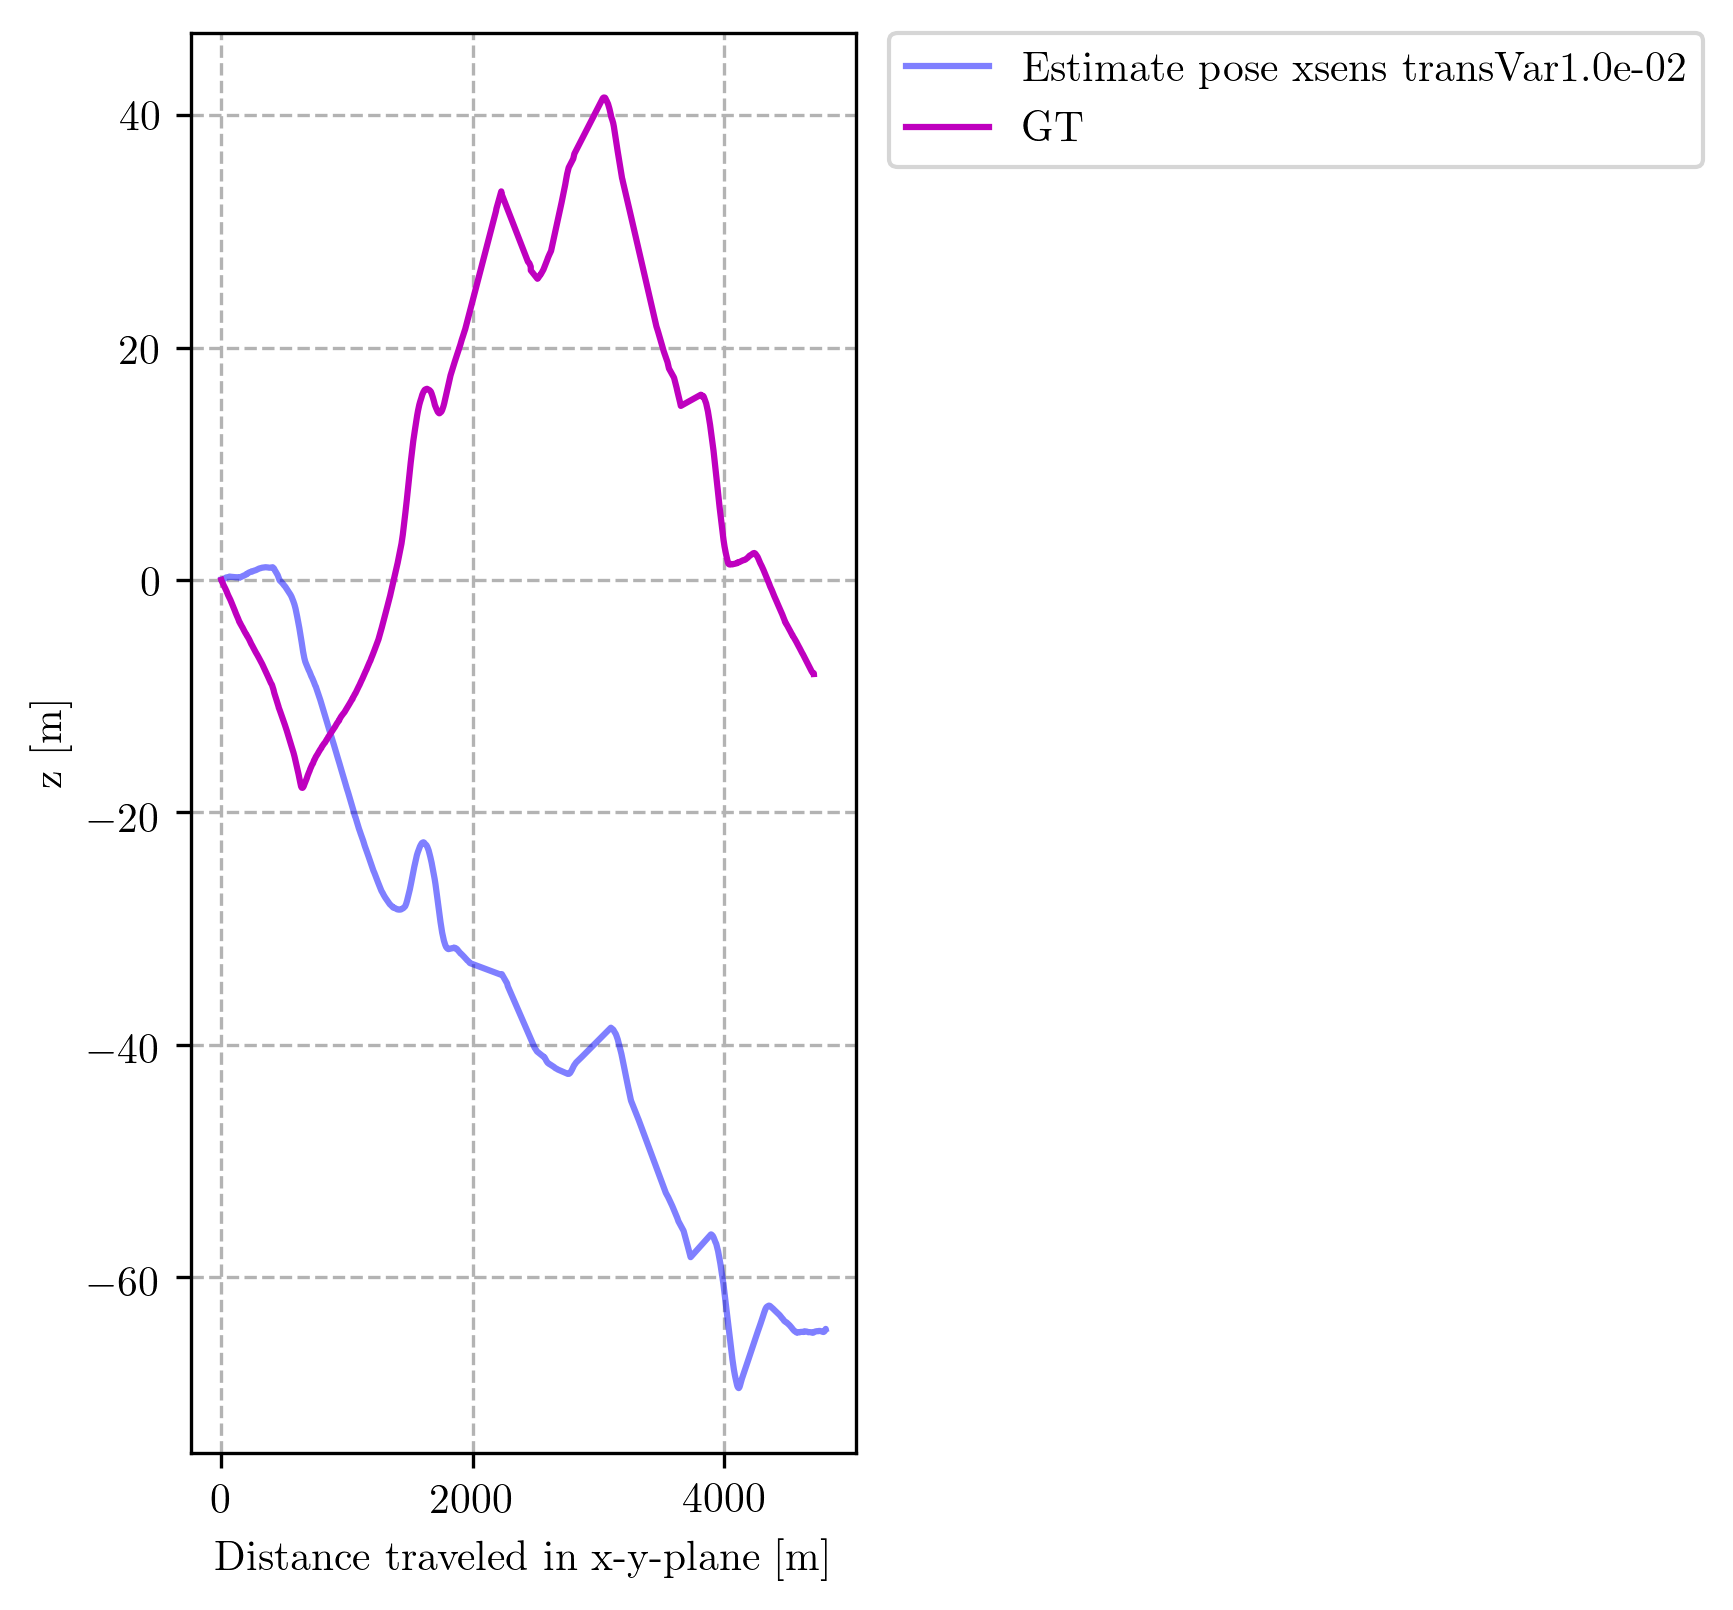 Estimate pose xsens transVar1.0e-02
GT
40
20
0
−20
−40
−60
z [m]
0 2000 4000
Distance traveled in x-y-plane [m]